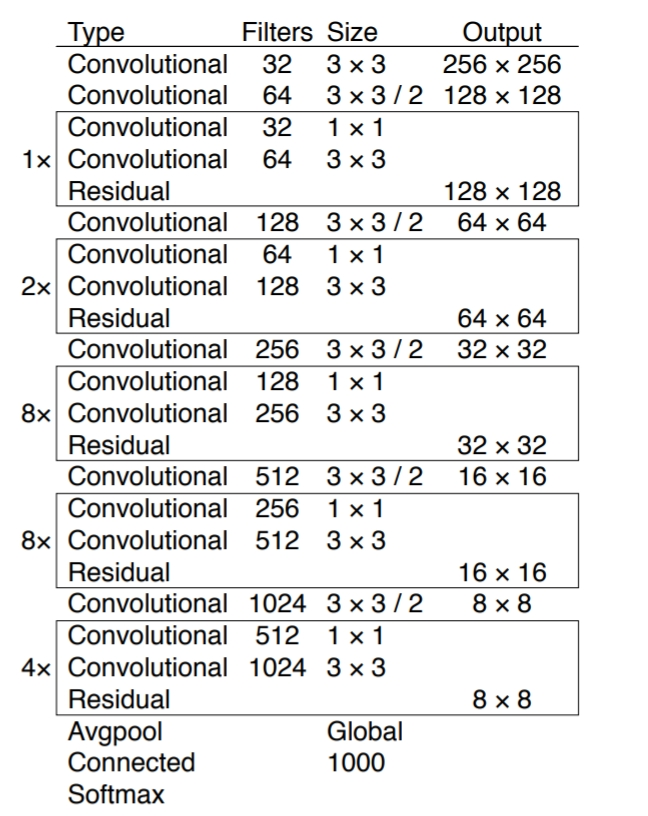 Type Filters Size Output
Convolutional 32 3 × 3 256 × 256
Convolutional 64 3 × 3 / 2 128 × 128
Convolutional 32 1 × 1
1× Convolutional 64 3 × 3
Residual 128 × 128
Convolutional 128 3 × 3 / 2 64 × 64
Convolutional 64 1 × 1
2× Convolutional 128 3 × 3
Residual 64 × 64
Convolutional 256 3 × 3 / 2 32 × 32
Convolutional 128 1 × 1
8× Convolutional 256 3 × 3
Residual 32 × 32
Convolutional 512 3 × 3 / 2 16 × 16
Convolutional 256 1 × 1
8× Convolutional 512 3 × 3
Residual 16 × 16
Convolutional 1024 3 × 3 / 2 8 × 8
Convolutional 512 1 × 1
4× Convolutional 1024 3 × 3
Residual 8 × 8
Avgpool Global
Connected 1000
Softmax